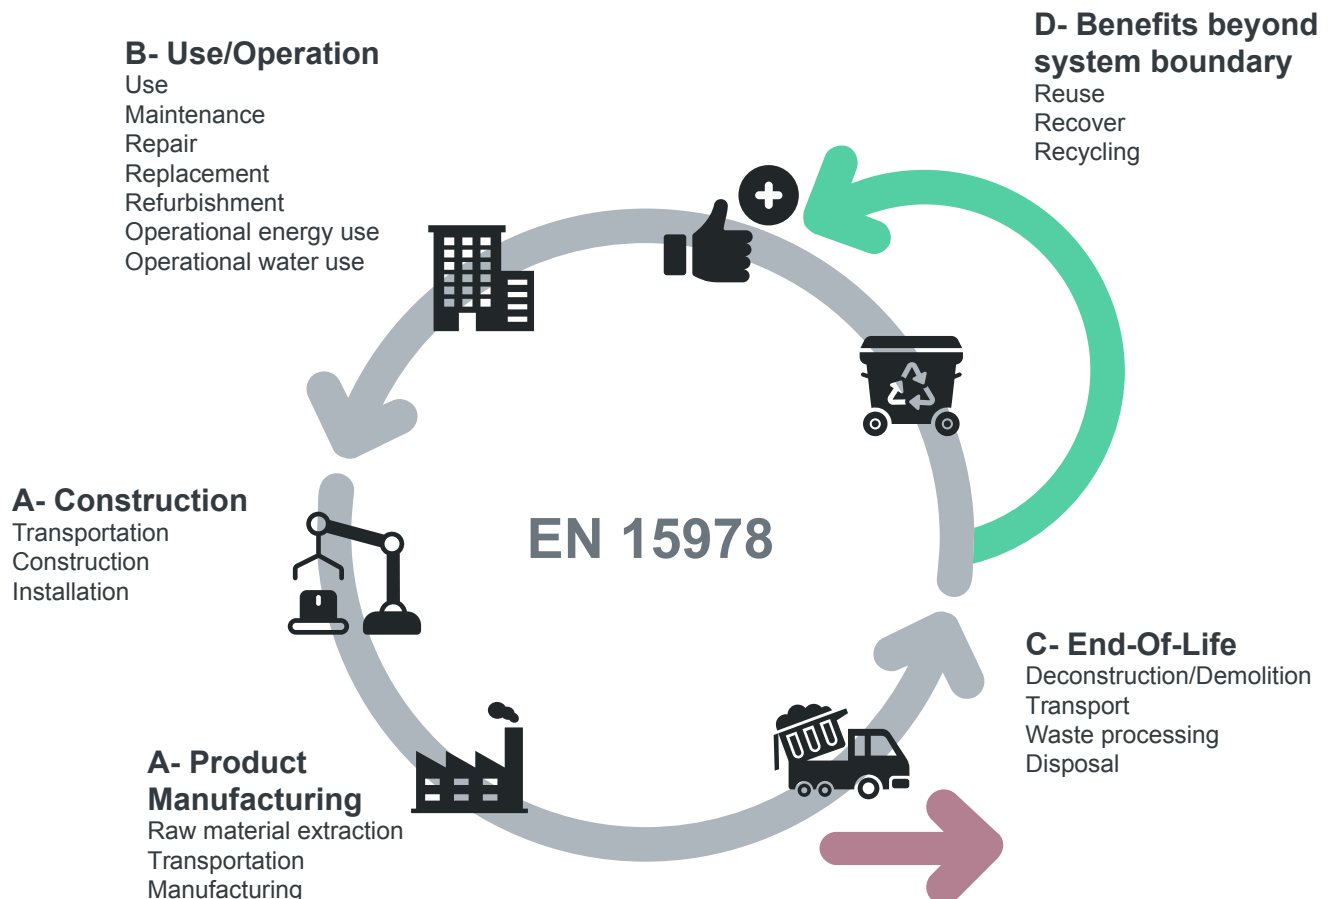 B- Use/Operation
Use
Maintenance
Repair
Replacement
Refurbishment
Operational energy use
Operational water use
D- Benefits beyond
system boundary
Reuse
Recover
Recycling
A- Construction
Transportation
Construction
Installation
EN 15978
C- End-Of-Life
Deconstruction/Demolition
Transport
Waste processing
Disposal
A- Product
Manufacturing
Raw material extraction
Transportation
Manufacturing